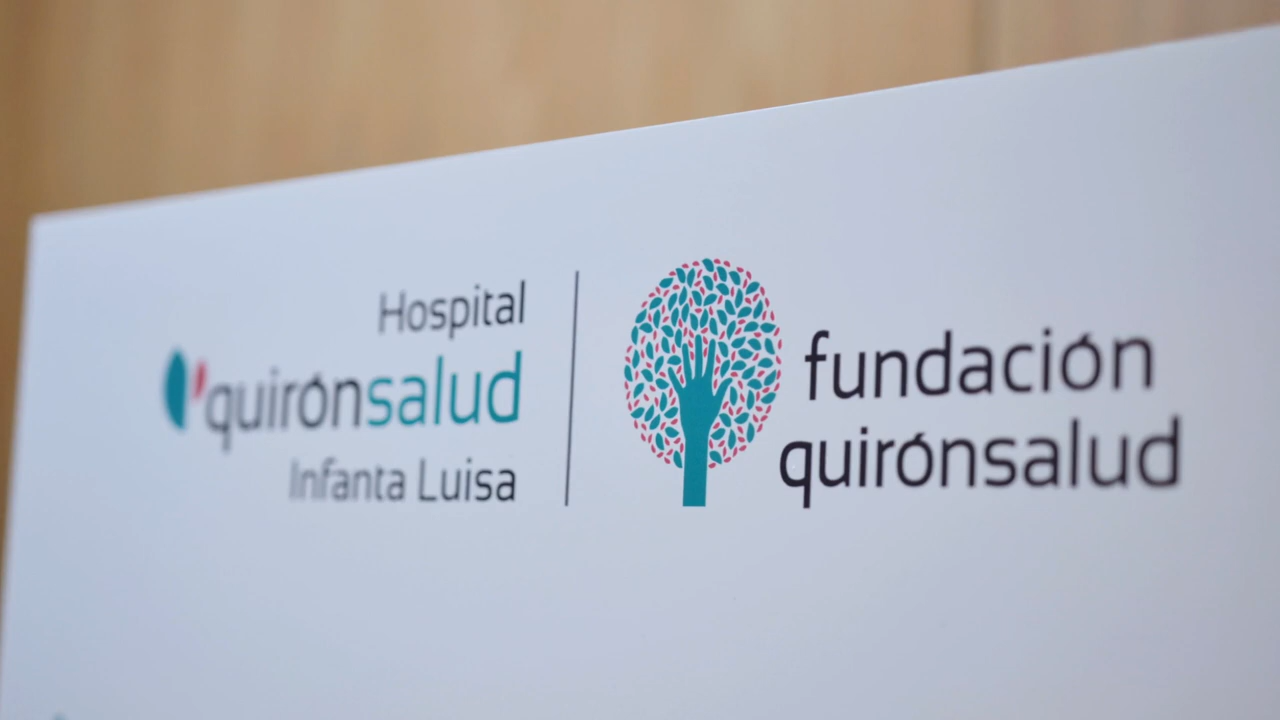 Hospital
quirónsalud
Infanta Luisa
fundación
quirónsalud